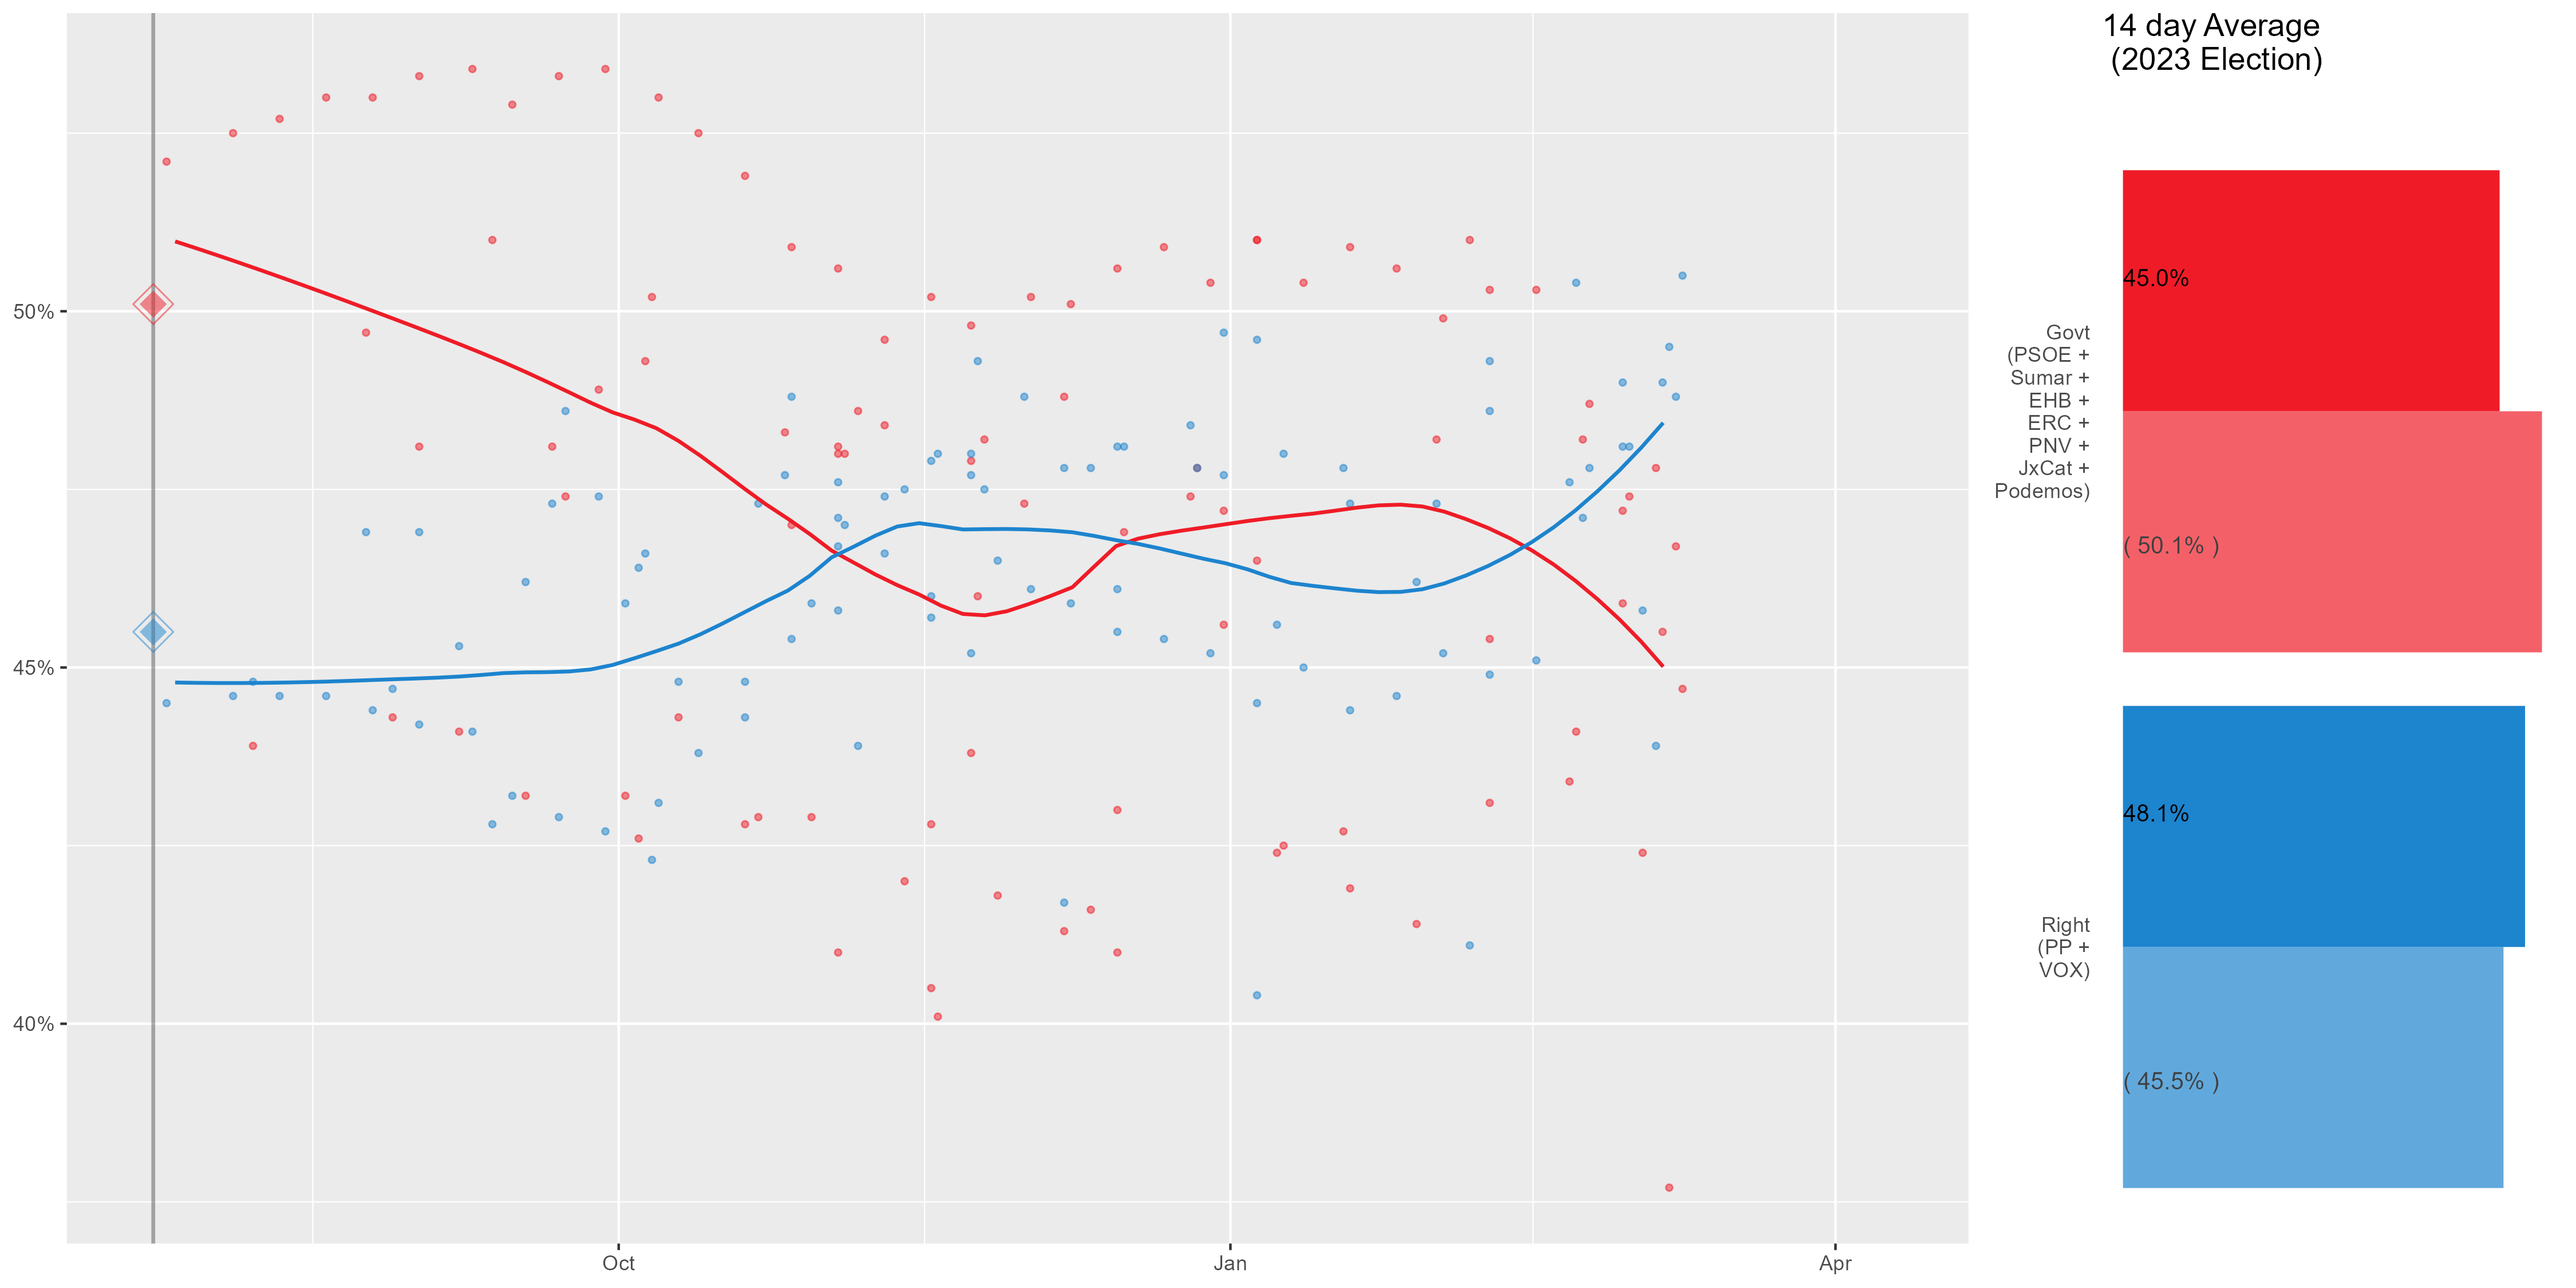 14 day Average
(2023 Election)
50%
45%
40%
Oct
Jan
Apr
Govt
(PSOE +
Sumar +
EHB +
ERC +
PNV +
JxCat +
Podemos)
45.0%
( 50.1% )
Right
(PP +
VOX)
48.1%
( 45.5% )